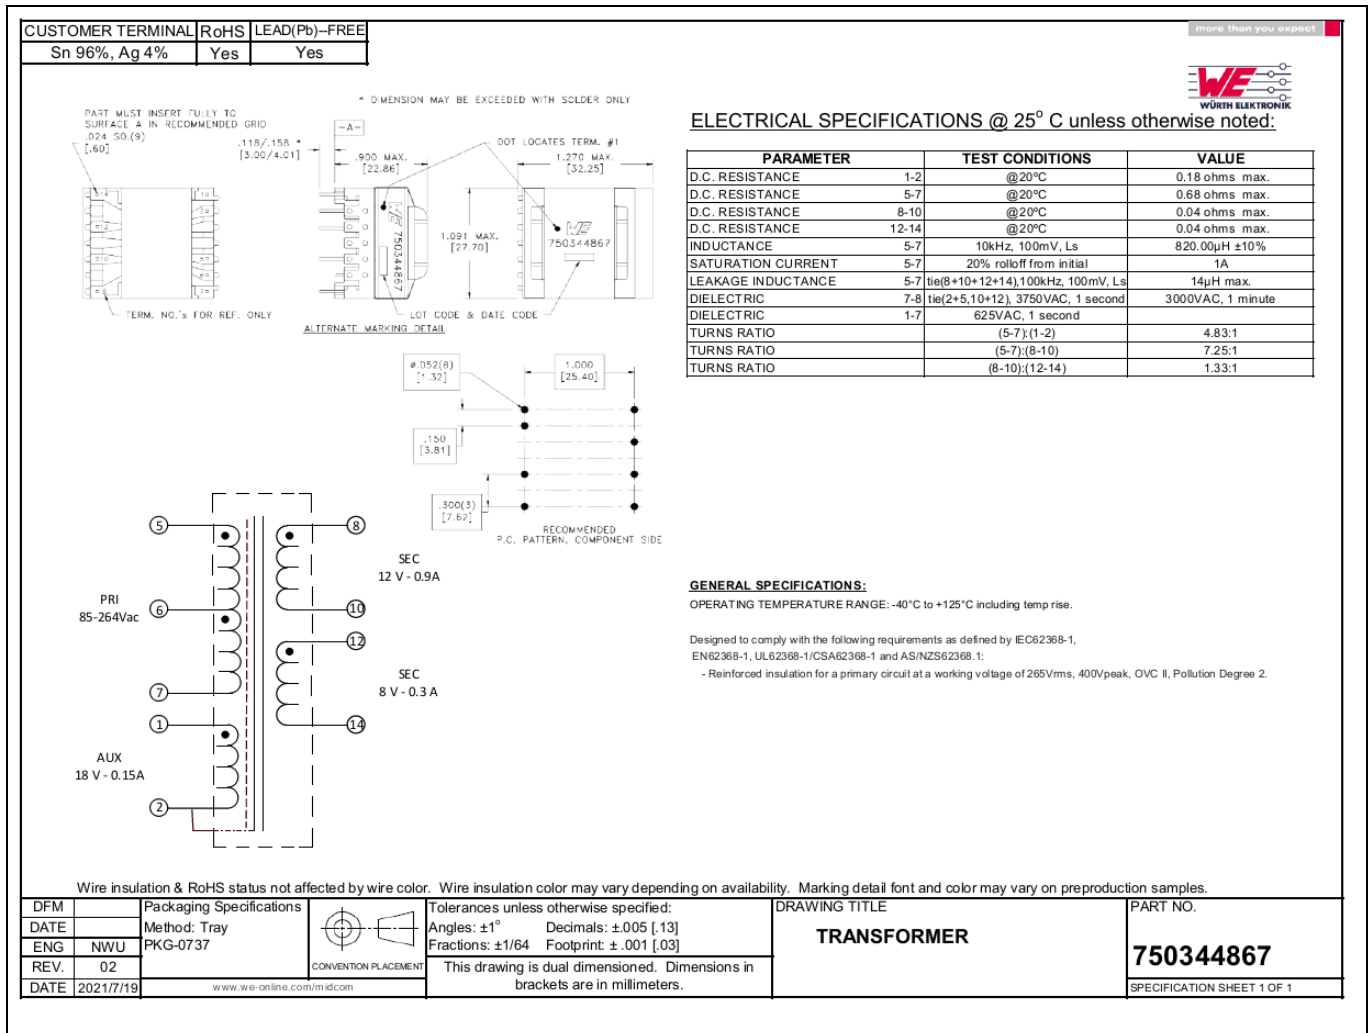 CUSTOMER TERMINAL RoHS LEAD(Pb)--FREE
Sn 96%, Ag 4% Yes Yes
more than you expect
WE
WÜRTH ELEKTRONIK
* DIMENSION MAY BE EXCEEDED WITH SOLDER ONLY
PART MUST INSERT FULLY TO
SURFACE A IN RECOMMENDED GRID
.024 SQ.(9)
[.60]
.118/.158 *
[3.00/4.01]
-A-
.900 MAX.
[22.86]
DOT LOCATES TERM. #1
1.270 MAX.
[32.25]
1.091 MAX.
[27.70]
WE 750344867
WE
750344867
TERM. NO.'s FOR REF. ONLY
LOT CODE & DATE CODE
ALTERNATE MARKING DETAIL
ø.052(8)
[1.32]
1.000
[25.40]
.150
[3.81]
.300(3)
[7.62]
RECOMMENDED
P.C. PATTERN, COMPONENT SIDE
ELECTRICAL SPECIFICATIONS @ 25° C unless otherwise noted:
PARAMETER TEST CONDITIONS VALUE
D.C. RESISTANCE 1-2 @20ºC 0.18 ohms max.
D.C. RESISTANCE 5-7 @20ºC 0.68 ohms max.
D.C. RESISTANCE 8-10 @20ºC 0.04 ohms max.
D.C. RESISTANCE 12-14 @20ºC 0.04 ohms max.
INDUCTANCE 5-7 10kHz, 100mV, Ls 820.00µH ±10%
SATURATION CURRENT 5-7 20% rolloff from initial 1A
LEAKAGE INDUCTANCE 5-7 tie(8+10+12+14),100kHz, 100mV, Ls 14µH max.
DIELECTRIC 7-8 tie(2+5,10+12), 3750VAC, 1 second 3000VAC, 1 minute
DIELECTRIC 1-7 625VAC, 1 second
TURNS RATIO (5-7):(1-2) 4.83:1
TURNS RATIO (5-7):(8-10) 7.25:1
TURNS RATIO (8-10):(12-14) 1.33:1
5
8
SEC
12 V - 0.9A
PRI
85-264Vac
6
10
12
SEC
8 V - 0.3 A
7
1
14
AUX
18 V - 0.15A
2
GENERAL SPECIFICATIONS:
OPERATING TEMPERATURE RANGE: -40°C to +125°C including temp rise.
Designed to comply with the following requirements as defined by IEC62368-1,
EN62368-1, UL62368-1/CSA62368-1 and AS/NZS62368.1:
- Reinforced insulation for a primary circuit at a working voltage of 265Vrms, 400Vpeak, OVC II, Pollution Degree 2.
Wire insulation & RoHS status not affected by wire color. Wire insulation color may vary depending on availability. Marking detail font and color may vary on preproduction samples.
DFM
DATE
ENG NWU
REV. 02
DATE 2021/7/19
Packaging Specifications
Method: Tray
PKG-0737
www.we-online.com/midcom
CONVENTION PLACEMENT
Tolerances unless otherwise specified:
Angles: ±1° Decimals: ±.005 [.13]
Fractions: ±1/64 Footprint: ± .001 [.03]
This drawing is dual dimensioned. Dimensions in
brackets are in millimeters.
DRAWING TITLE
TRANSFORMER
PART NO.
750344867
SPECIFICATION SHEET 1 OF 1